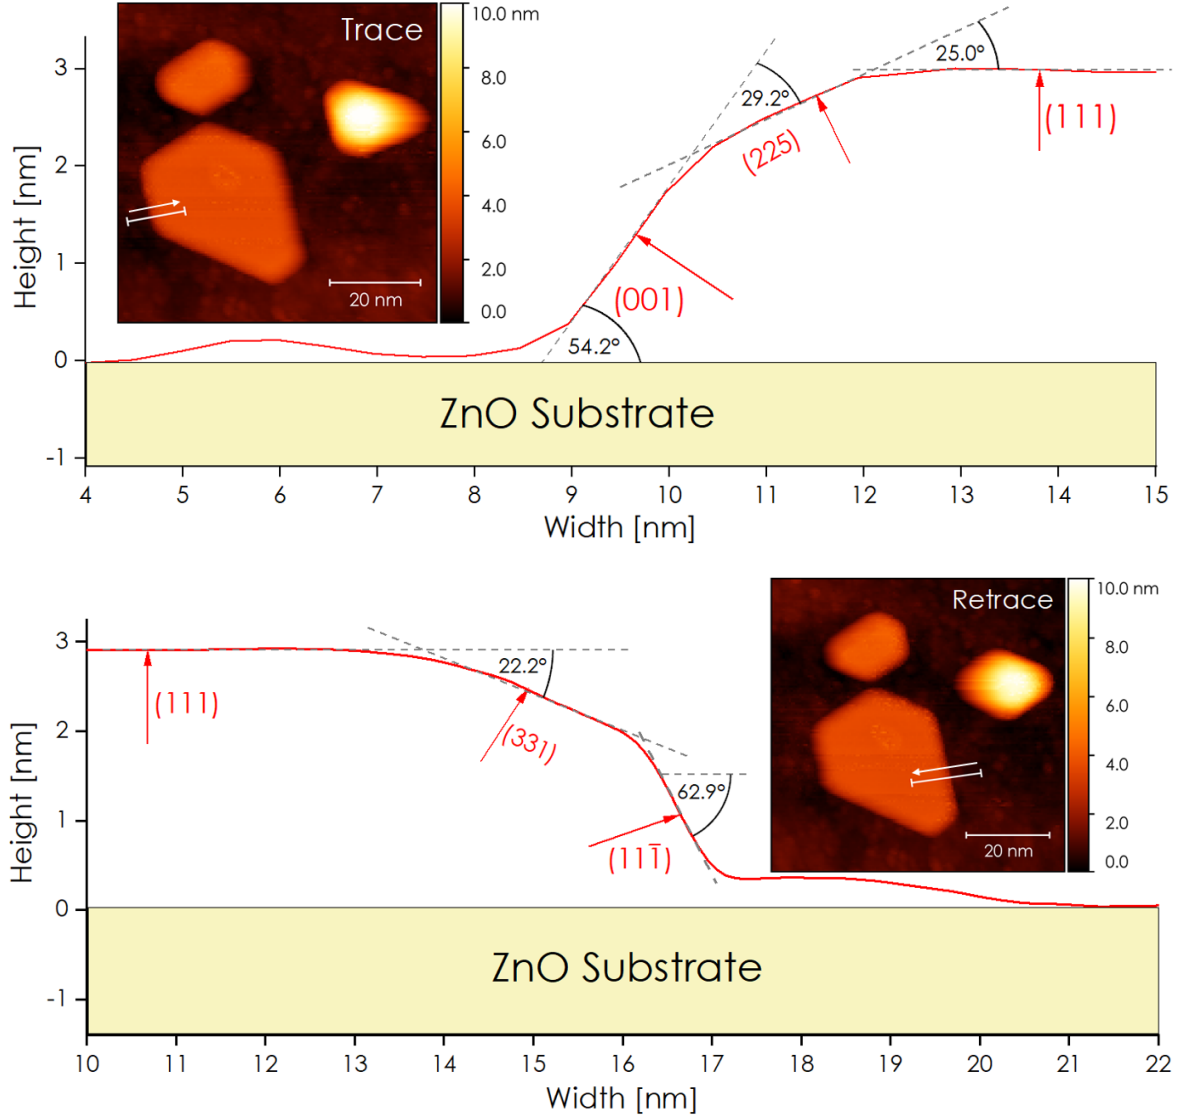 Trace
10.0 nm
8.0
6.0
4.0
2.0
0.0
20 nm
Height [nm]
3
2
1
0
-1
25.0°
29.2°
(111)
(225)
(001)
54.2°
ZnO Substrate
4 5 6 7 8 9 10 11 12 13 14 15
Width [nm]
Retrace
10.0 nm
8.0
6.0
4.0
2.0
0.0
20 nm
Height [nm]
3
2
1
0
-1
22.2°
(111)
(331)
62.9°
(111̅)
ZnO Substrate
10 11 12 13 14 15 16 17 18 19 20 21 22
Width [nm]